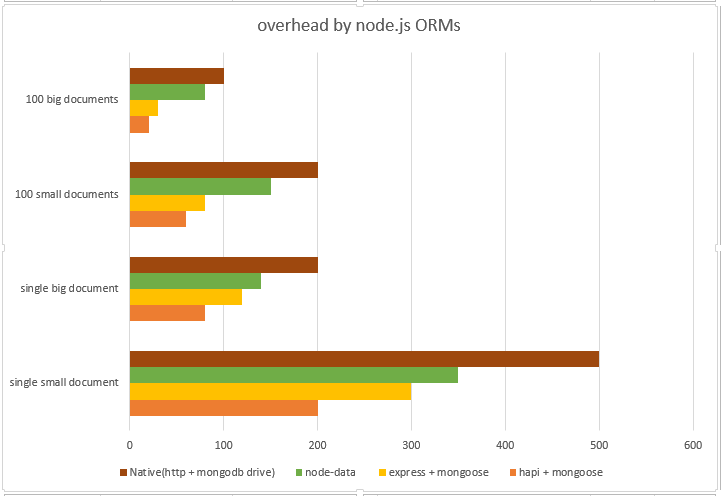 overhead by node.js ORMs
100 big documents
100 small documents
single big document
single small document
0 100 200 300 400 500 600
Native(http + mongodb drive) node-data express + mongoose hapi + mongoose